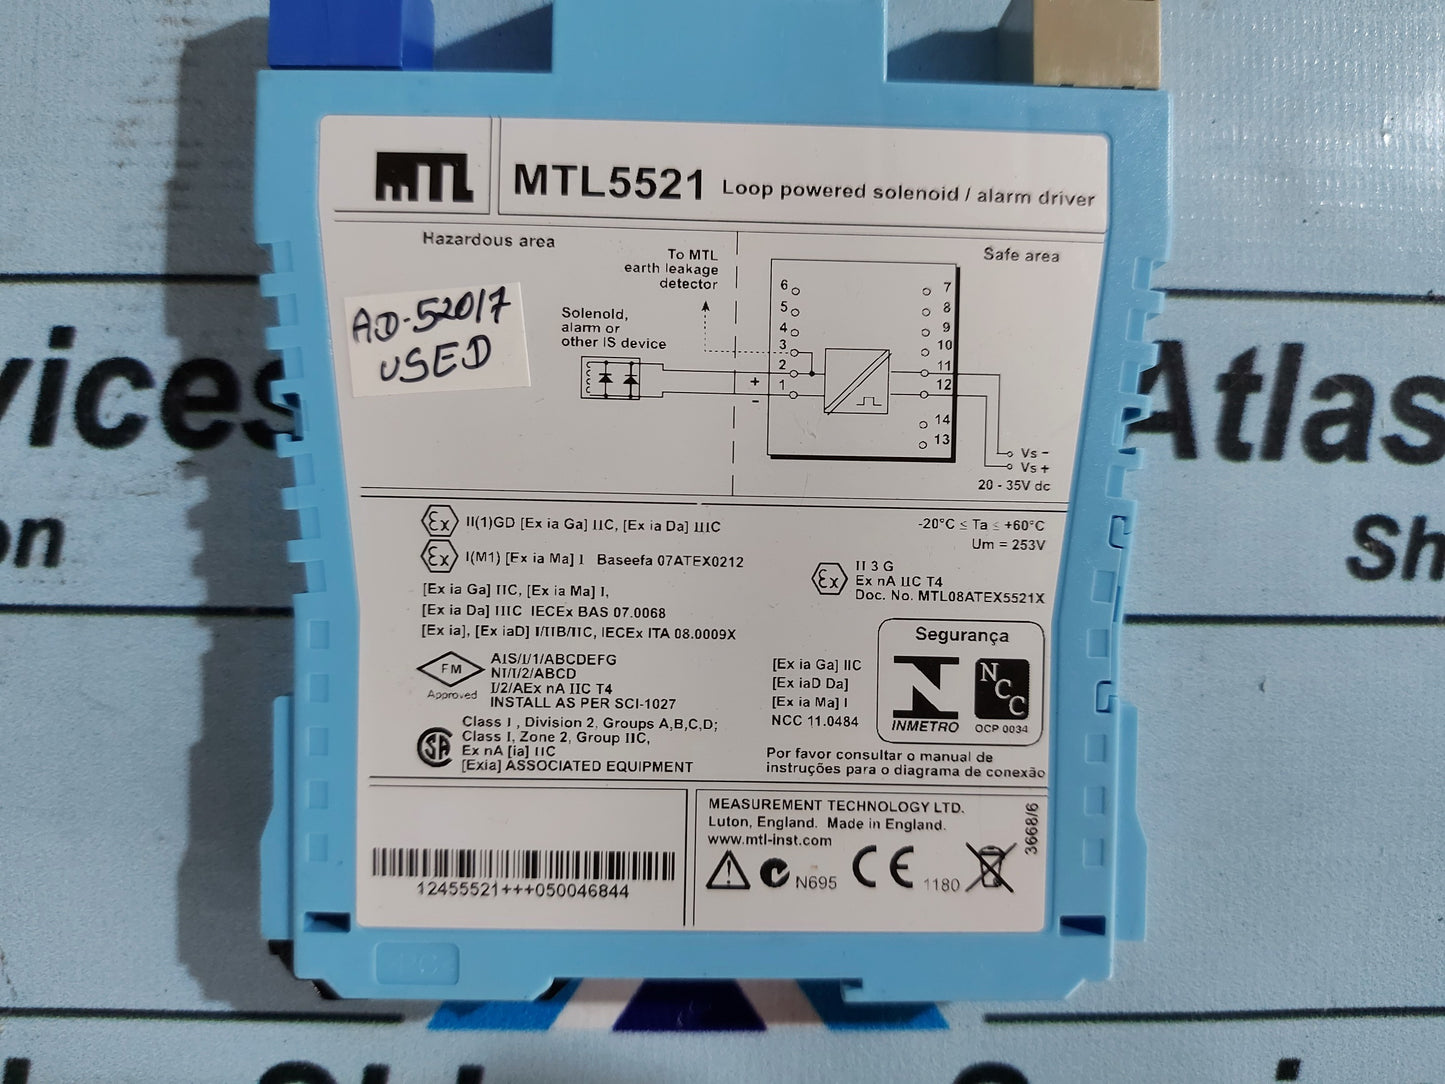 MTL
MTL5521 Loop powered solenoid / alarm driver
Hazardous area
Safe area
To MTL
earth leakage
detector
AD-52017
USED
Solenoid,
alarm or
other IS device
6
5
4
3
2
1
+
-
7
8
9
10
11
12
14
13
Vs -
Vs +
20 - 35V dc
Ex II(1)GD [Ex ia Ga] IIC, [Ex ia Da] IIIC
Ex I(M1) [Ex ia Ma] I Baseefa 07ATEX0212
[Ex ia Ga] IIC, [Ex ia Ma] I,
[Ex ia Da] IIIC IECEx BAS 07.0068
[Ex ia], [Ex iaD] I/IIB/IIC, IECEx ITA 08.0009X
-20°C ≤ Ta ≤ +60°C
Um = 253V
Ex II 3 G
Ex nA IIC T4
Doc. No. MTL08ATEX5521X
FM
Approved
AIS/I/1/ABCDEFG
NI/I/2/ABCD
I/2/AEx nA IIC T4
INSTALL AS PER SCI-1027
SA
Class I , Division 2, Groups A,B,C,D;
Class I, Zone 2, Group IIC,
Ex nA [ia] IIC
[Exia] ASSOCIATED EQUIPMENT
[Ex ia Ga] IIC
[Ex iaD Da]
[Ex ia Ma] I
NCC 11.0484
Segurança
INMETRO
NCC
OCP 0034
Por favor consultar o manual de
instruções para o diagrama de conexão
12455521+++050046844
MEASUREMENT TECHNOLOGY LTD.
Luton, England. Made in England.
www.mtl-inst.com
N695
CE 1180
3668/6
PC
vices
on
Atlas
Sh